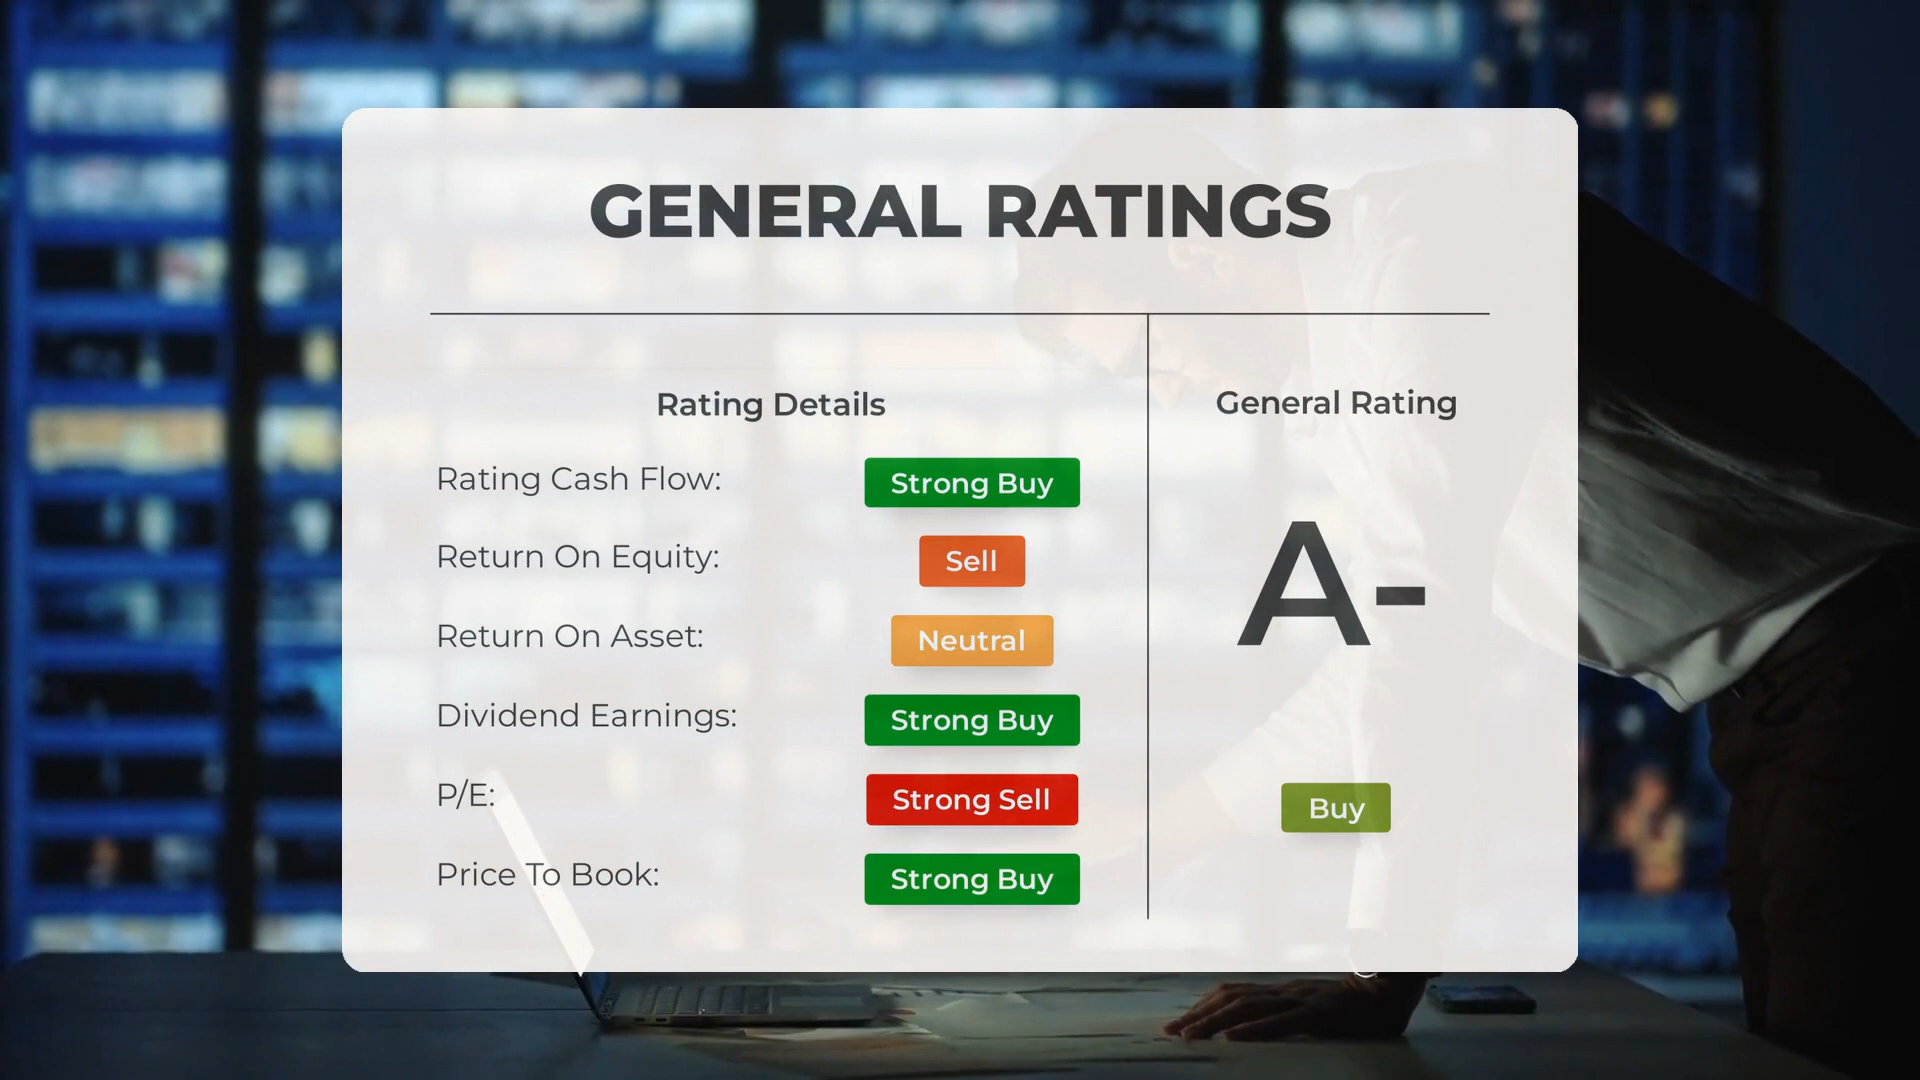 GENERAL RATINGS
Rating Details
Rating Cash Flow: Strong Buy
Return On Equity: Sell
Return On Asset: Neutral
Dividend Earnings: Strong Buy
P/E: Strong Sell
Price To Book: Strong Buy
General Rating
A-
Buy